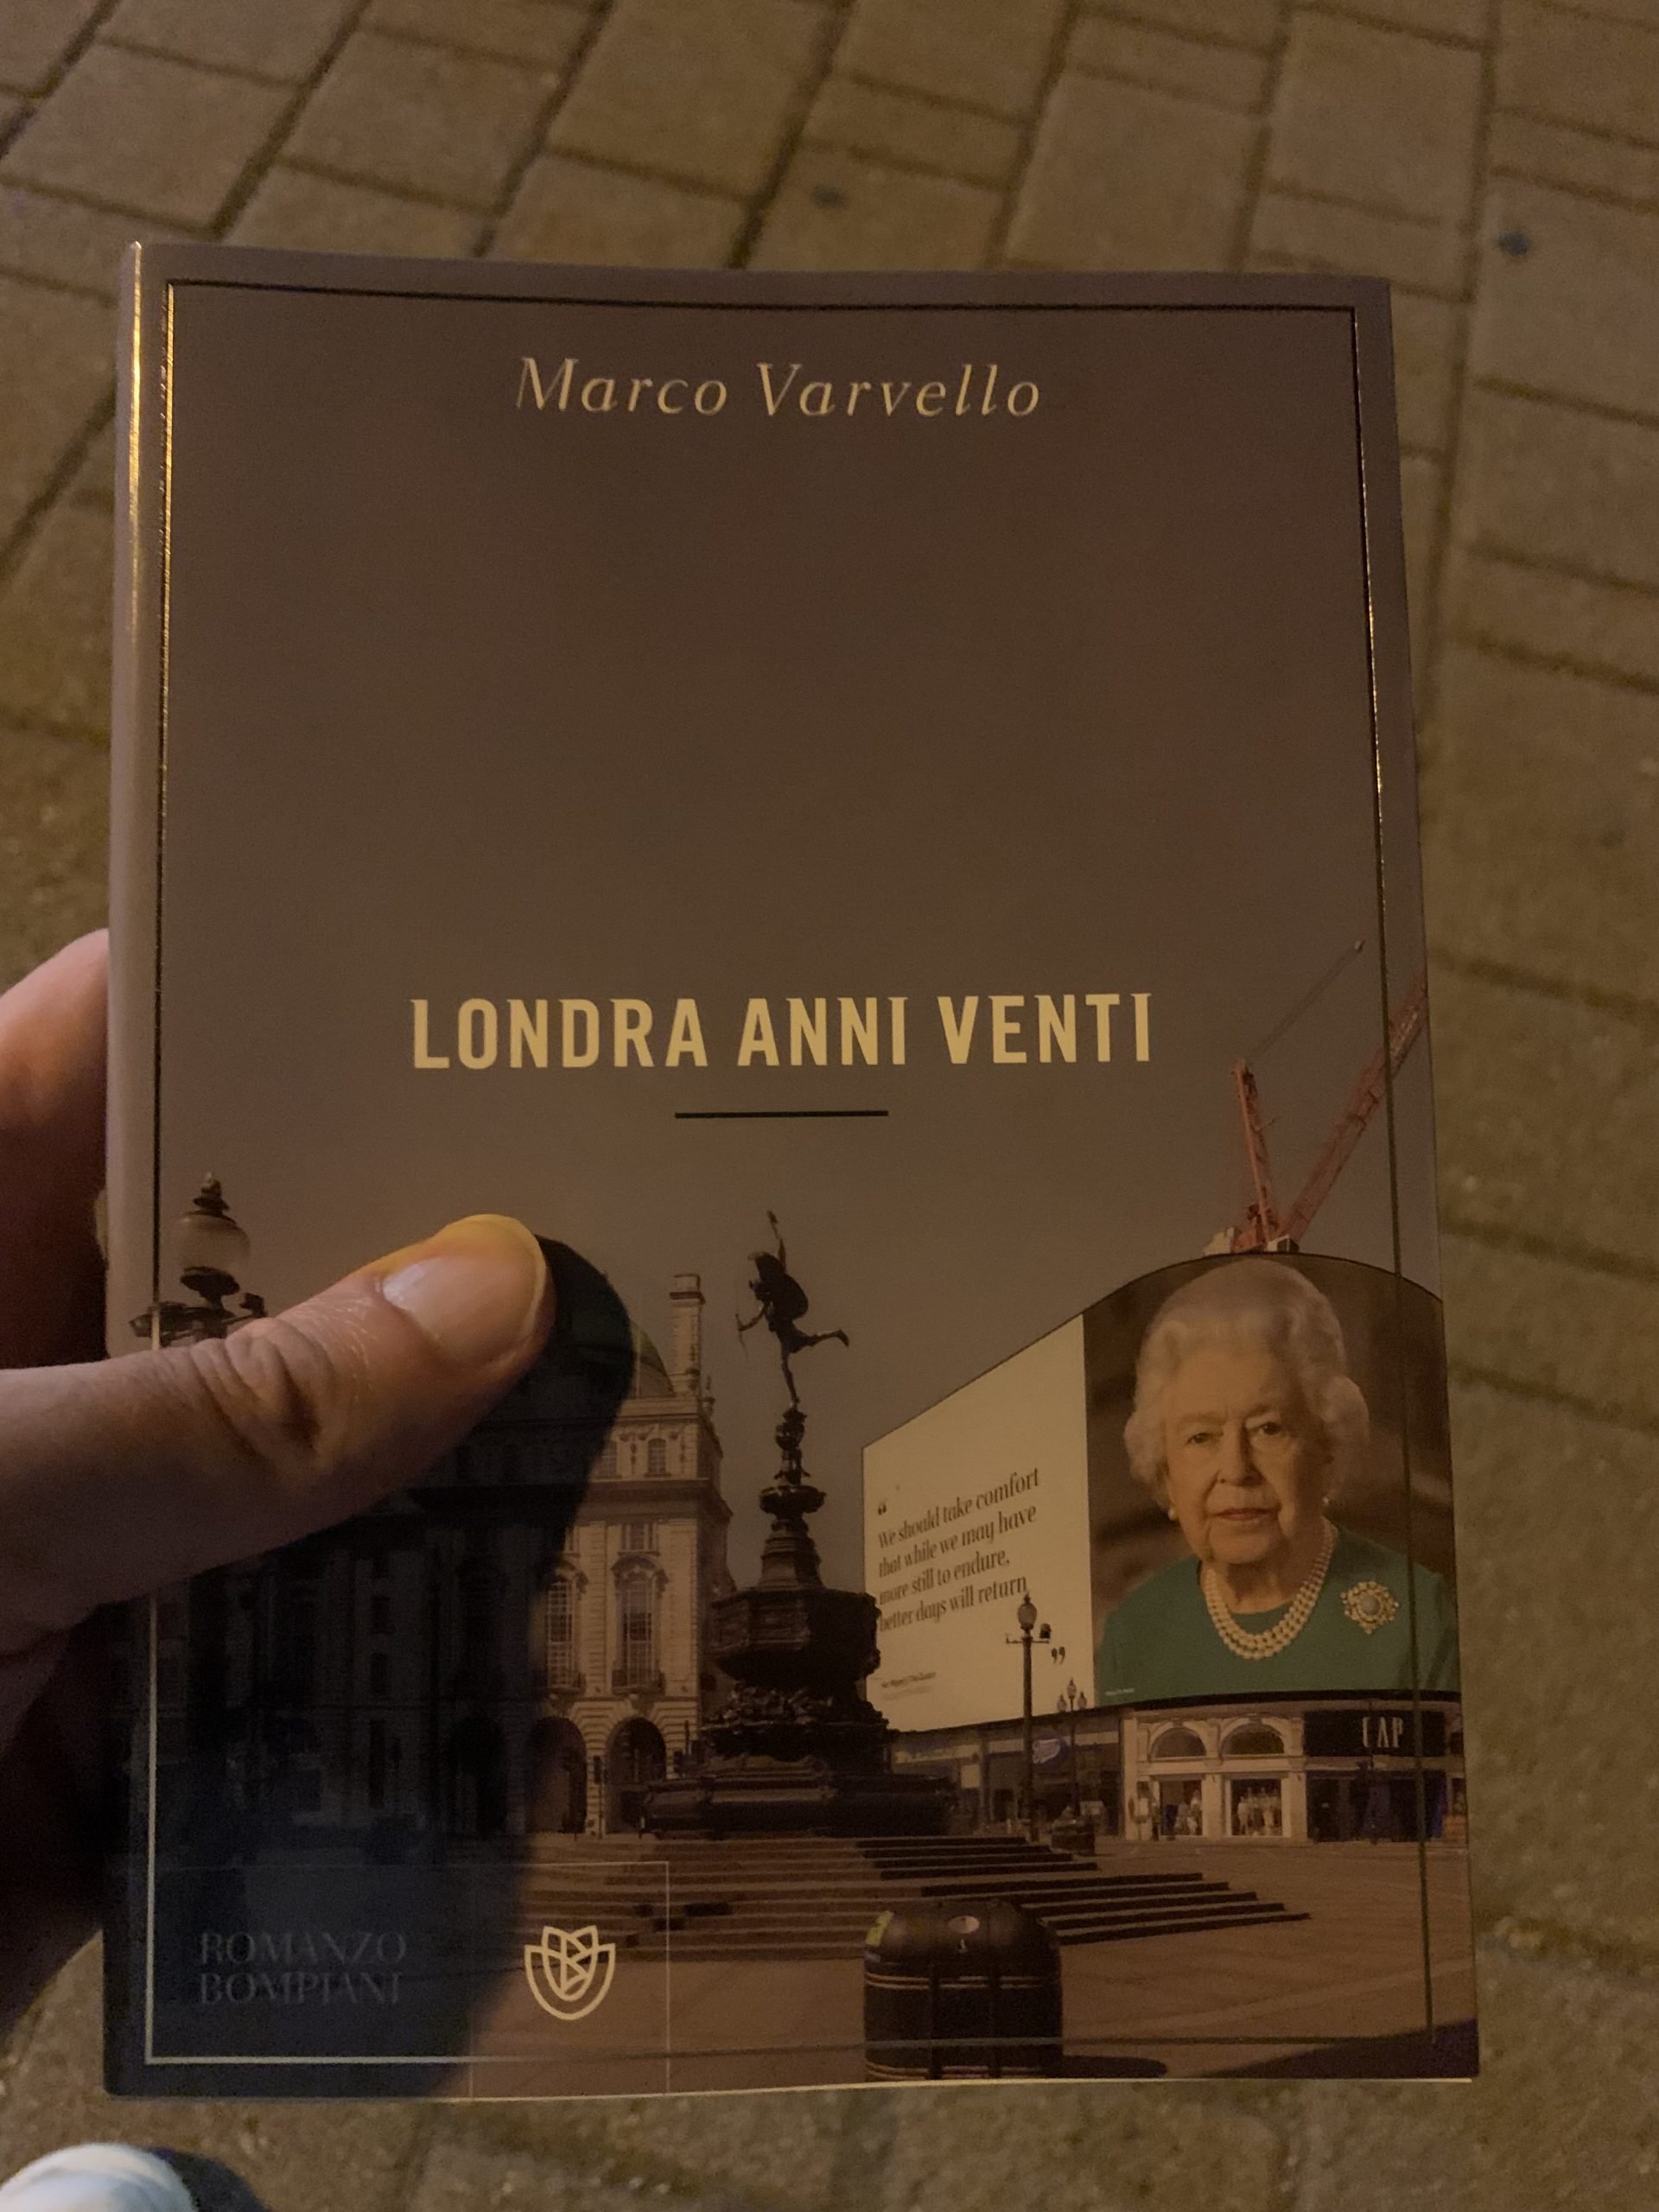 Marco Varvello
LONDRA ANNI VENTI
“
We should take comfort
that while we may have
more still to endure,
better days will return
”
GAP
ROMANZO
BOMPIANI